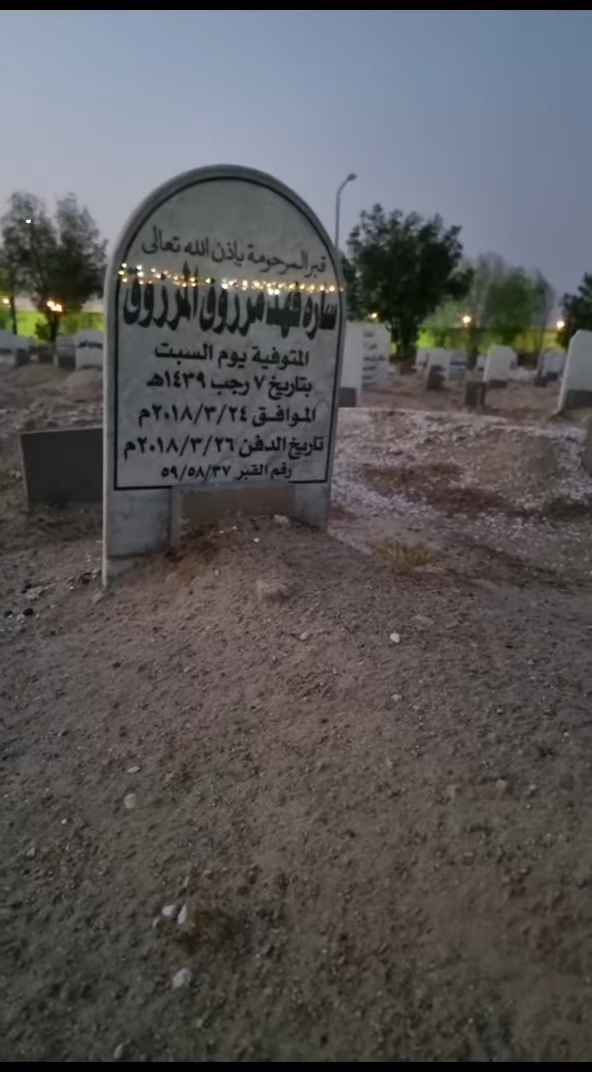 قبر المرحومة بإذن الله تعالى
ساره فهد مرزوق المرزوق
المتوفية يوم السبت
بتاريخ ٧ رجب ١٤٣٩هـ
الموافق ٢٠١٨/٣/٢٤م
تاريخ الدفن ٢٠١٨/٣/٢٦م
رقم القبر ٥٩/٥٨/٣٧